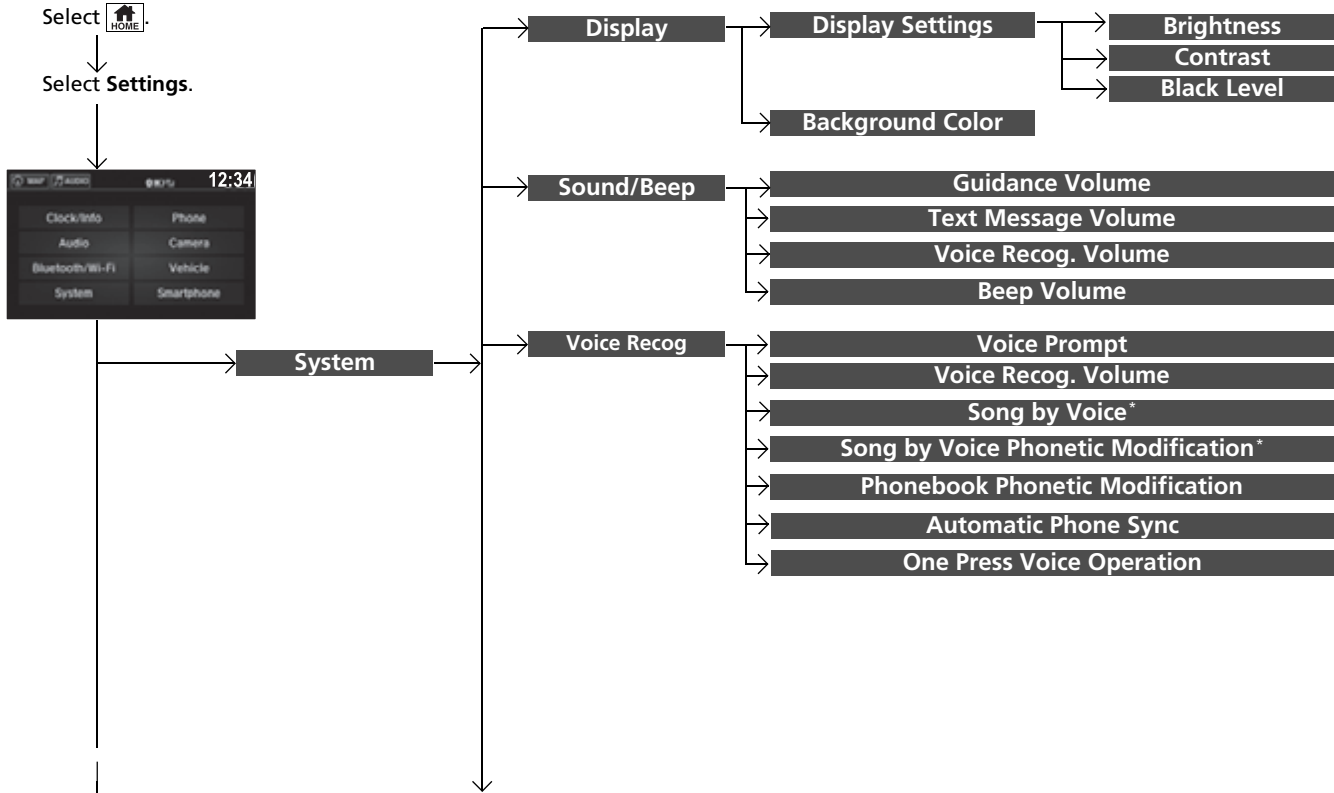 Select HOME.
Select Settings.
MAP AUDIO 12:34
Clock/Info Phone
Audio Camera
Bluetooth/Wi-Fi Vehicle
System Smartphone
System
Display
Display Settings
Brightness
Contrast
Black Level
Background Color
Sound/Beep
Guidance Volume
Text Message Volume
Voice Recog. Volume
Beep Volume
Voice Recog
Voice Prompt
Voice Recog. Volume
Song by Voice*
Song by Voice Phonetic Modification*
Phonebook Phonetic Modification
Automatic Phone Sync
One Press Voice Operation